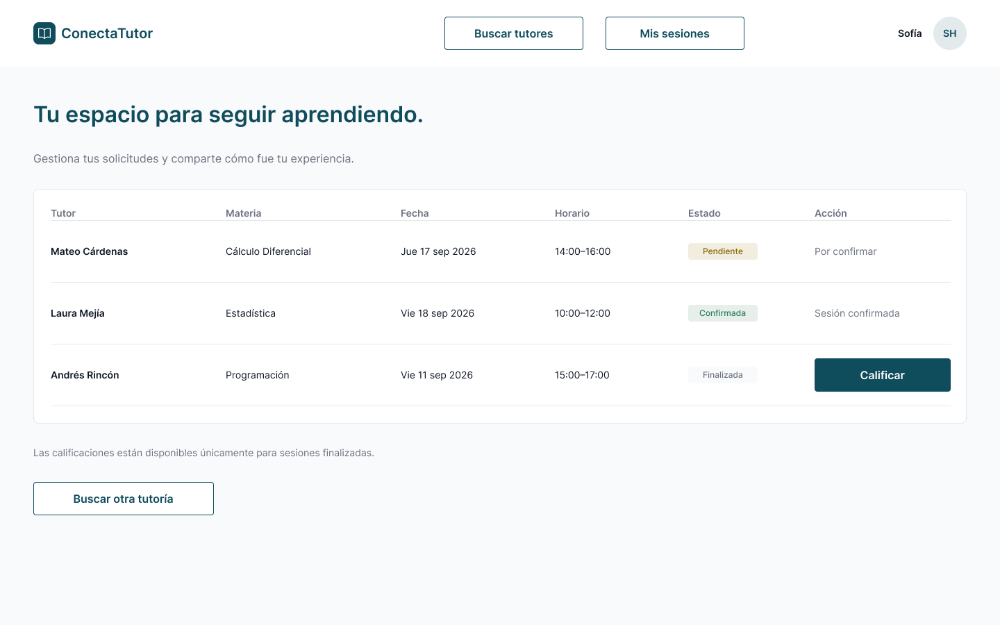 ConectaTutor
Buscar tutores
Mis sesiones
Sofía
SH
Tu espacio para seguir aprendiendo.
Gestiona tus solicitudes y comparte cómo fue tu experiencia.
Tutor Materia Fecha Horario Estado Acción
Mateo Cárdenas Cálculo Diferencial Jue 17 sep 2026 14:00–16:00 Pendiente Por confirmar
Laura Mejía Estadística Vie 18 sep 2026 10:00–12:00 Confirmada Sesión confirmada
Andrés Rincón Programación Vie 11 sep 2026 15:00–17:00 Finalizada Calificar
Las calificaciones están disponibles únicamente para sesiones finalizadas.
Buscar otra tutoría